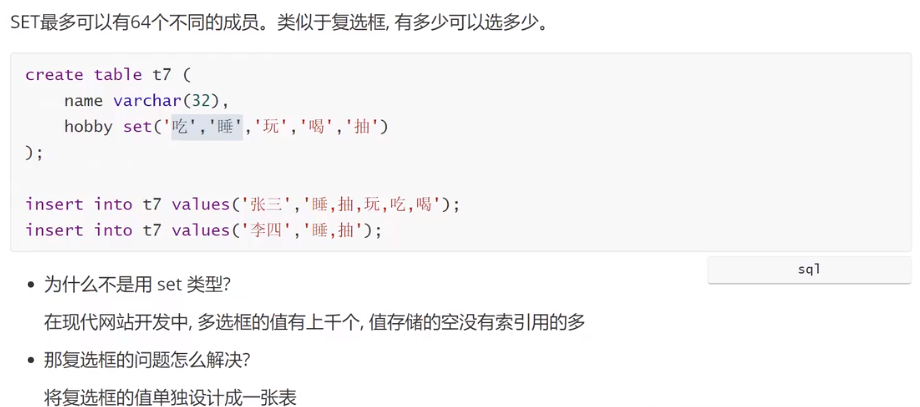 SET最多可以有64个不同的成员。类似于复选框, 有多少可以选多少。
create table t7 (
    name varchar(32),
    hobby set('吃','睡','玩','喝','抽')
);
insert into t7 values('张三','睡,抽,玩,吃,喝');
insert into t7 values('李四','睡,抽');
sql
• 为什么不是用 set 类型?
在现代网站开发中, 多选框的值有上千个, 值存储的空没有索引用的多
• 那复选框的问题怎么解决?
将复选框的值单独设计成一张表